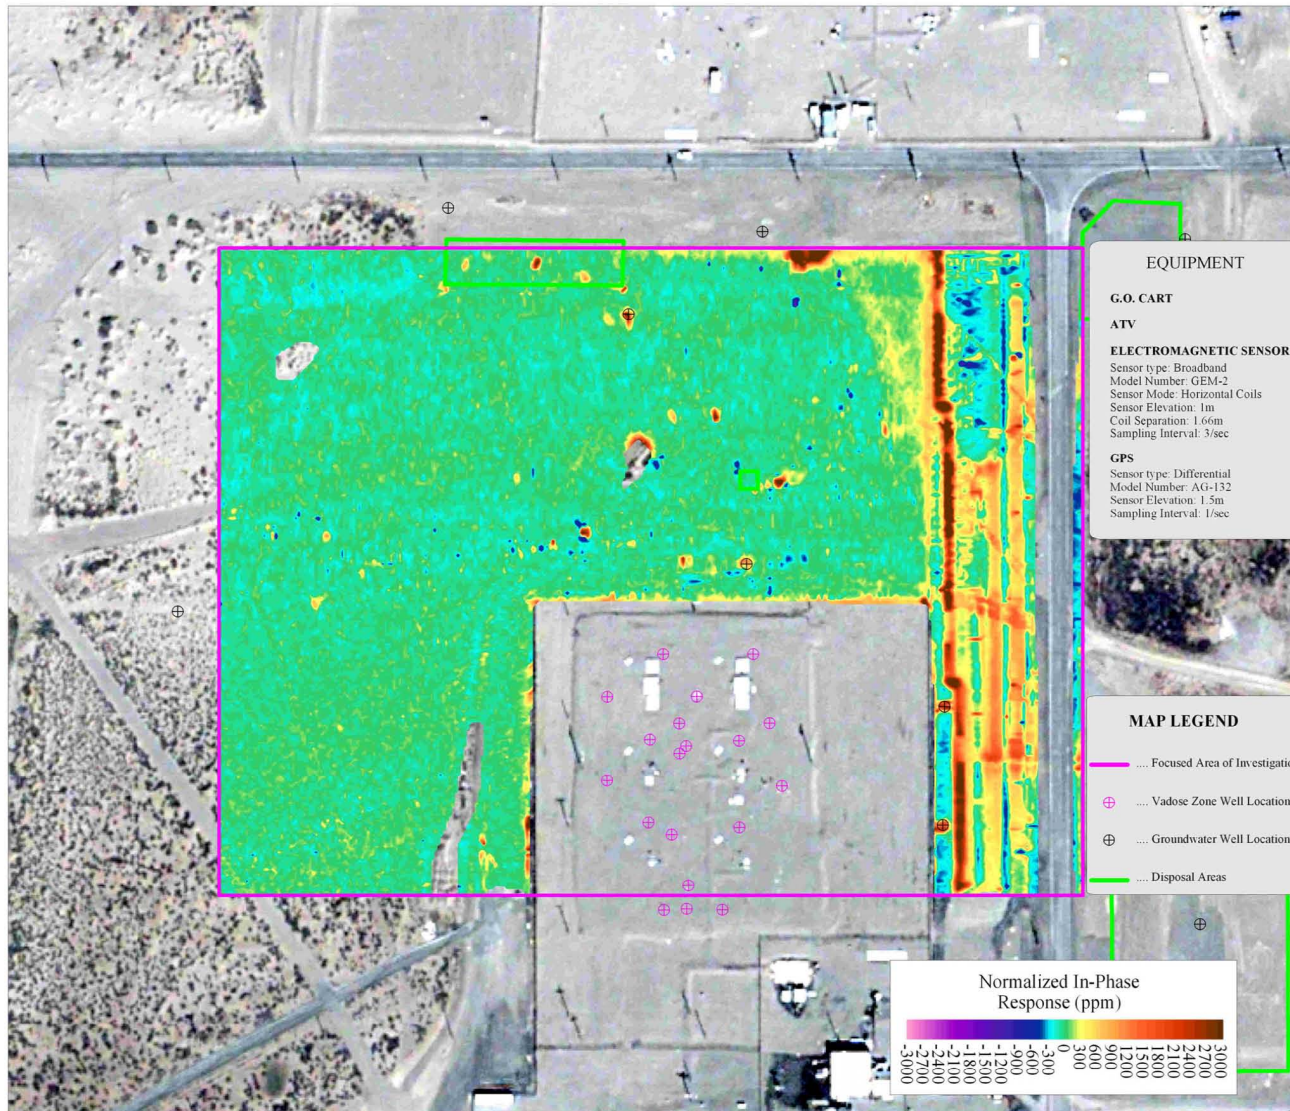 EQUIPMENT
G.O. CART
ATV
ELECTROMAGNETIC SENSOR
Sensor type: Broadband
Model Number: GEM-2
Sensor Mode: Horizontal Coils
Sensor Elevation: 1m
Coil Separation: 1.66m
Sampling Interval: 3/sec
GPS
Sensor type: Differential
Model Number: AG-132
Sensor Elevation: 1.5m
Sampling Interval: 1/sec
MAP LEGEND
.... Focused Area of Investigatio
.... Vadose Zone Well Location
.... Groundwater Well Location
.... Disposal Areas
Normalized In-Phase
Response (ppm)
-3000 -2700 -2400 -2100 -1800 -1500 -1200 -900 -600 -300 0 300 600 900 1200 1500 1800 2100 2400 2700 3000